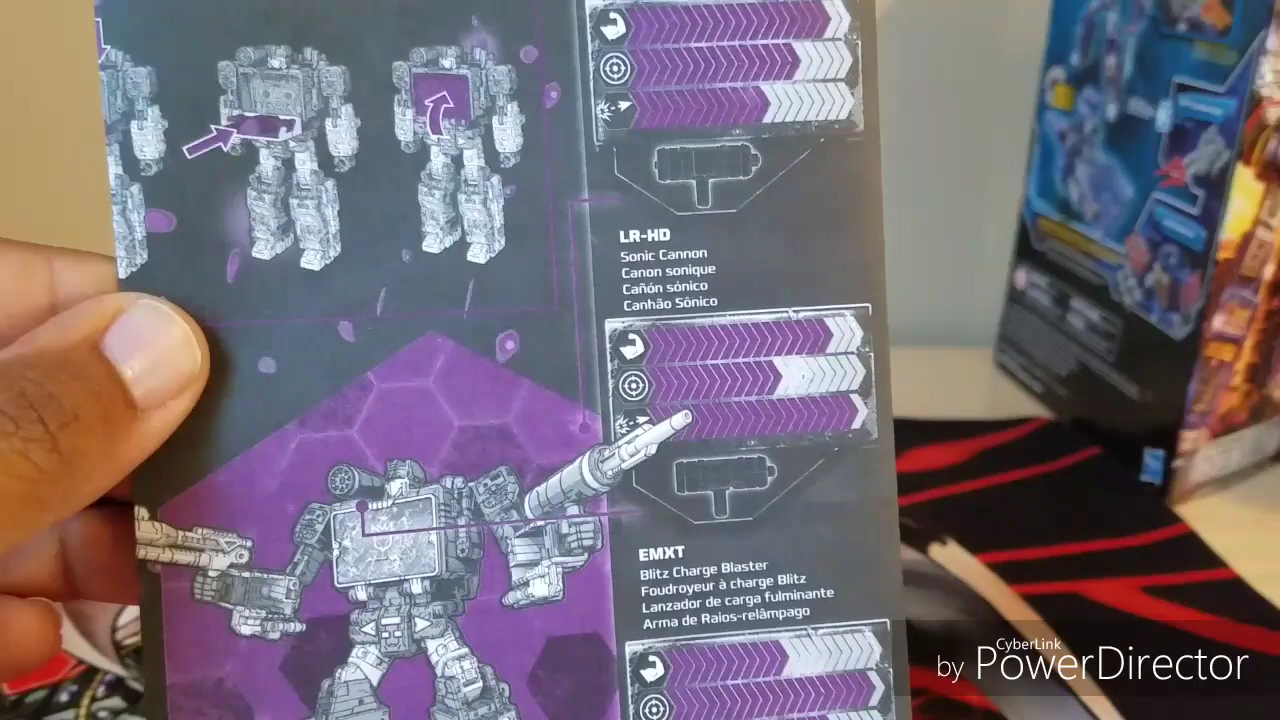 LR-HD
Sonic Cannon
Canon sonique
Cañón sónico
Canhão Sônico
EMXT
Blitz Charge Blaster
Foudroyeur à charge Blitz
Lanzador de carga fulminante
Arma de Raios-relâmpago
CyberLink
by PowerDirector